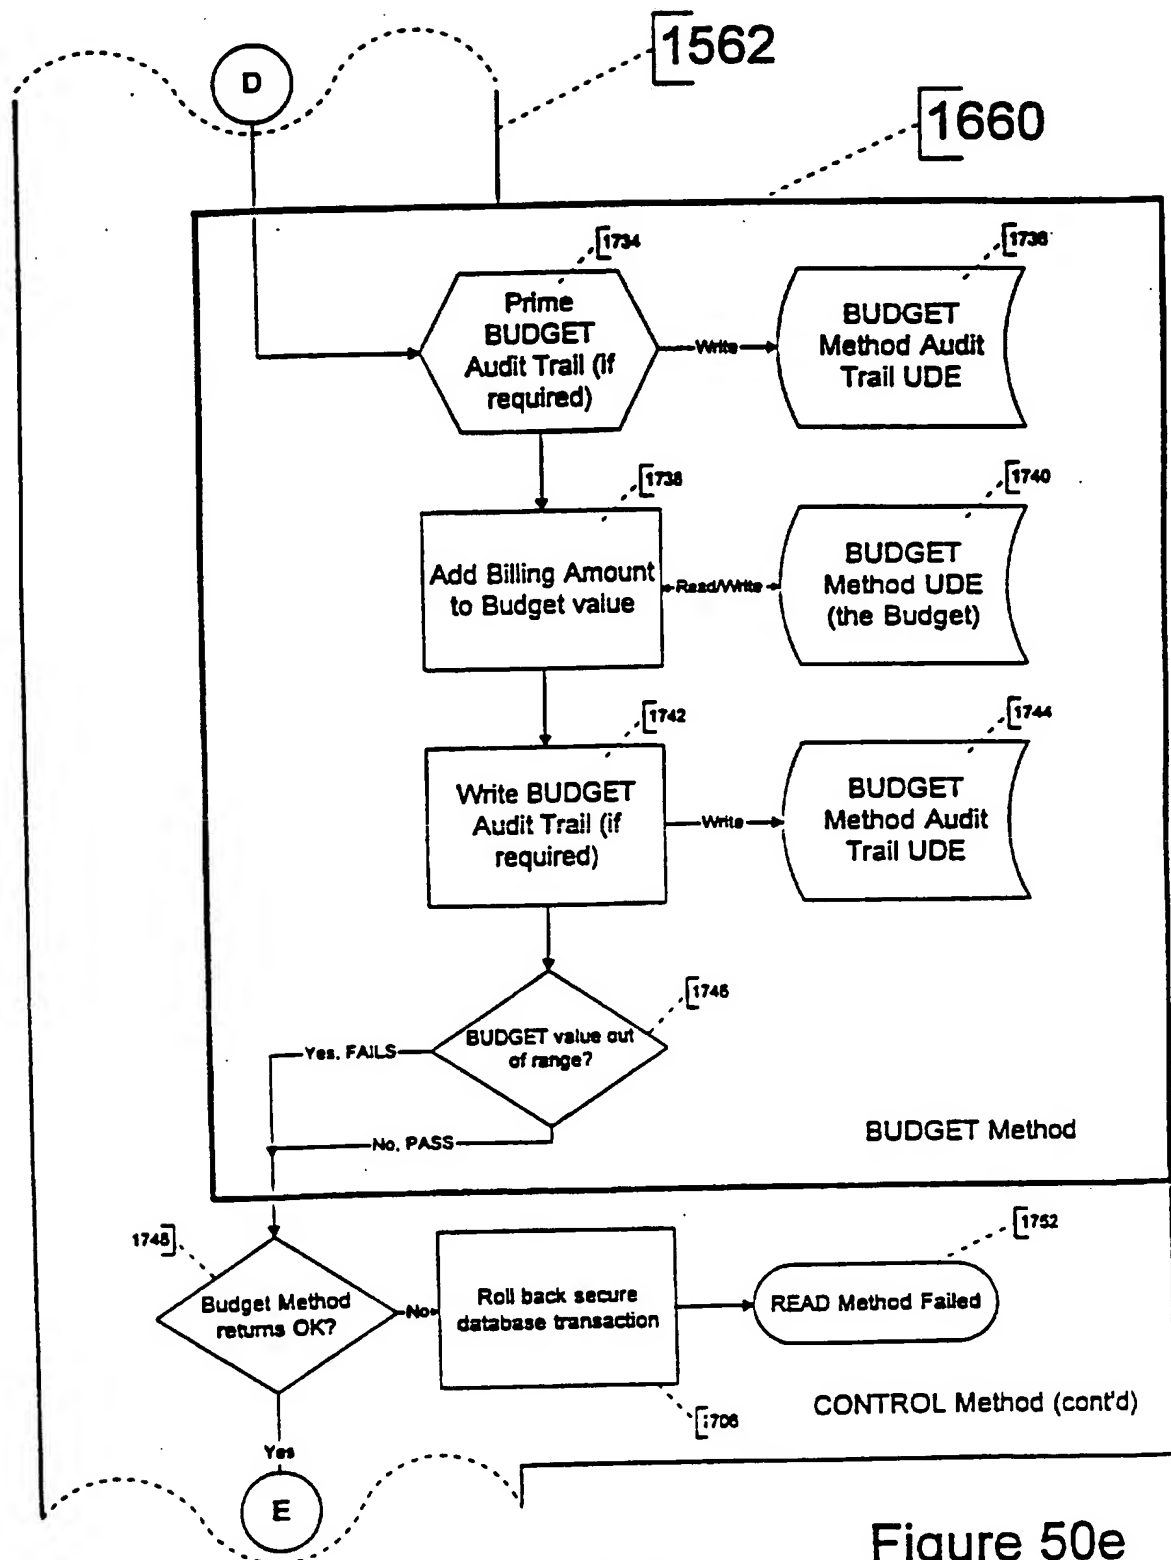 D
1562
1660
1734
Prime
BUDGET
Audit Trail (if
required)
Write
1736
BUDGET
Method Audit
Trail UDE
1738
Add Billing Amount
to Budget value
Read/Write
1740
BUDGET
Method UDE
(the Budget)
1742
Write BUDGET
Audit Trail (if
required)
Write
1744
BUDGET
Method Audit
Trail UDE
1746
BUDGET value out
of range?
Yes, FAILS
No, PASS
BUDGET Method
1748
Budget Method
returns OK?
No
Roll back secure
database transaction
1706
1752
READ Method Failed
CONTROL Method (cont'd)
Yes
E
Figure 50e